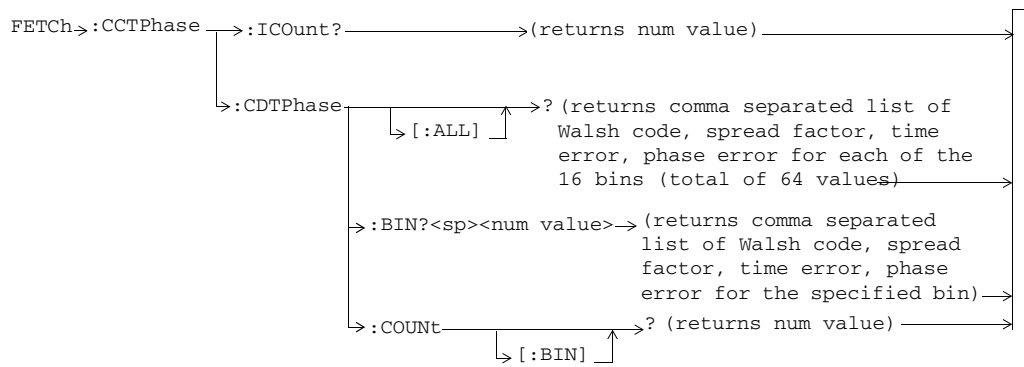 FETCh :CCTPhase :ICOunt? (returns num value)
:CDTPhase ? (returns comma separated list of
[:ALL] Walsh code, spread factor, time
error, phase error for each of the
16 bins (total of 64 values)
:BIN?<sp><num value> (returns comma separated
list of Walsh code, spread
factor, time error, phase
error for the specified bin)
:COUNt ? (returns num value)
[:BIN]